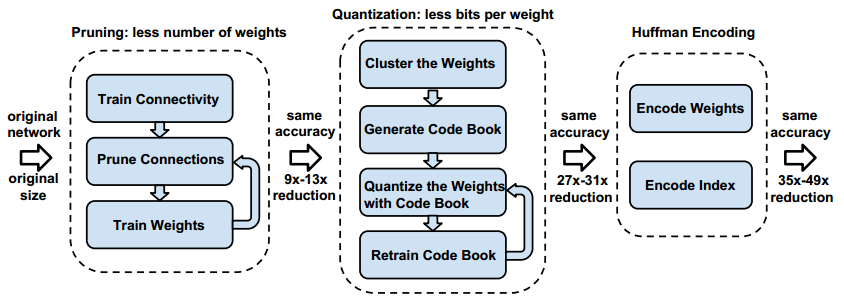 original
network
original
size
Pruning: less number of weights
Train Connectivity
Prune Connections
Train Weights
same
accuracy
9x-13x
reduction
Quantization: less bits per weight
Cluster the Weights
Generate Code Book
Quantize the Weights
with Code Book
Retrain Code Book
same
accuracy
27x-31x
reduction
Huffman Encoding
Encode Weights
Encode Index
same
accuracy
35x-49x
reduction